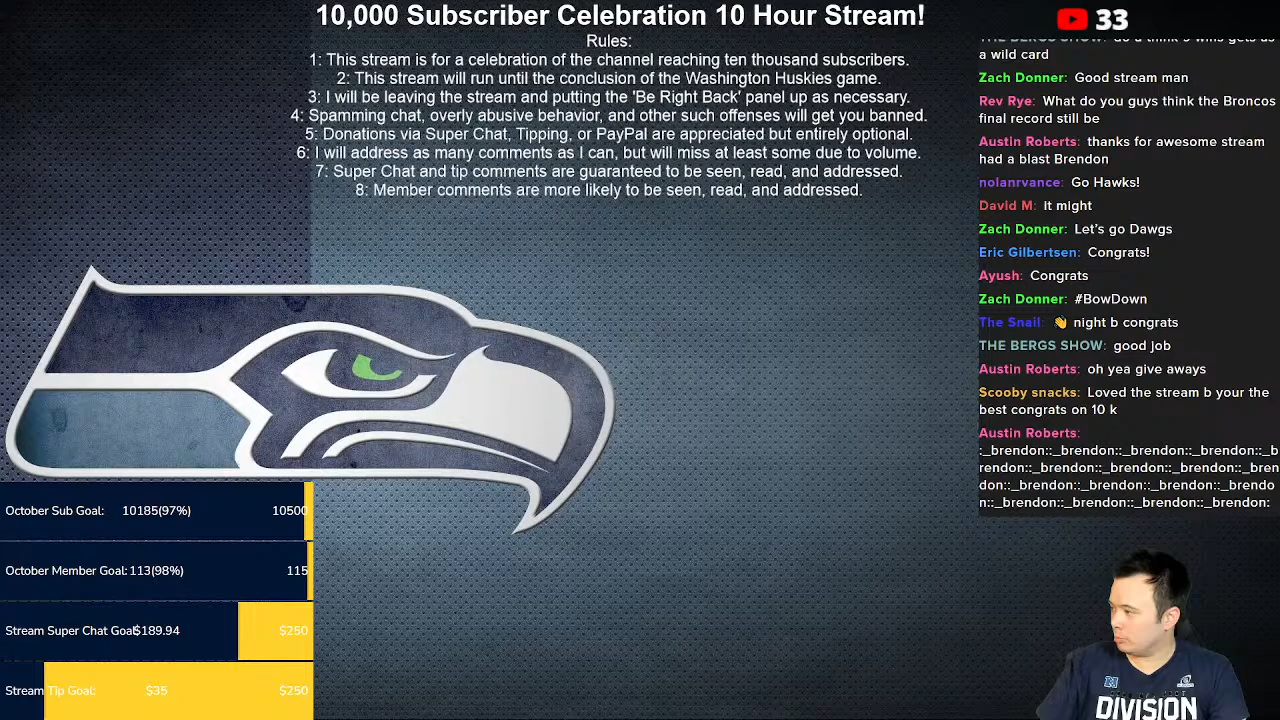 10,000 Subscriber Celebration 10 Hour Stream!
Rules:
1: This stream is for a celebration of the channel reaching ten thousand subscribers.
2: This stream will run until the conclusion of the Washington Huskies game.
3: I will be leaving the stream and putting the 'Be Right Back' panel up as necessary.
4: Spamming chat, overly abusive behavior, and other such offenses will get you banned.
5: Donations via Super Chat, Tipping, or PayPal are appreciated but entirely optional.
6: I will address as many comments as I can, but will miss at least some due to volume.
7: Super Chat and tip comments are guaranteed to be seen, read, and addressed.
8: Member comments are more likely to be seen, read, and addressed.
33
THE BERGS SHOW: do u think 9 wins gets us
a wild card
Zach Donner: Good stream man
Rev Rye: What do you guys think the Broncos
final record still be
Austin Roberts: thanks for awesome stream
had a blast Brendon
nolanrvance: Go Hawks!
David M: It might
Zach Donner: Let's go Dawgs
Eric Gilbertsen: Congrats!
Ayush: Congrats
Zach Donner: #BowDown
The Snail: 👋 night b congrats
THE BERGS SHOW: good job
Austin Roberts: oh yea give aways
Scooby snacks: Loved the stream b your the
best congrats on 10 k
Austin Roberts:
:_brendon::_brendon::_brendon::_brendon::_b
rendon::_brendon::_brendon::_brendon::_bren
don::_brendon::_brendon::_brendon::_brendo
n::_brendon::_brendon::_brendon::_brendon:
October Sub Goal: 10185(97%) 10500
October Member Goal: 113(98%) 115
Stream Super Chat Goal: $189.94 $250
Stream Tip Goal: $35 $250
DIVISION